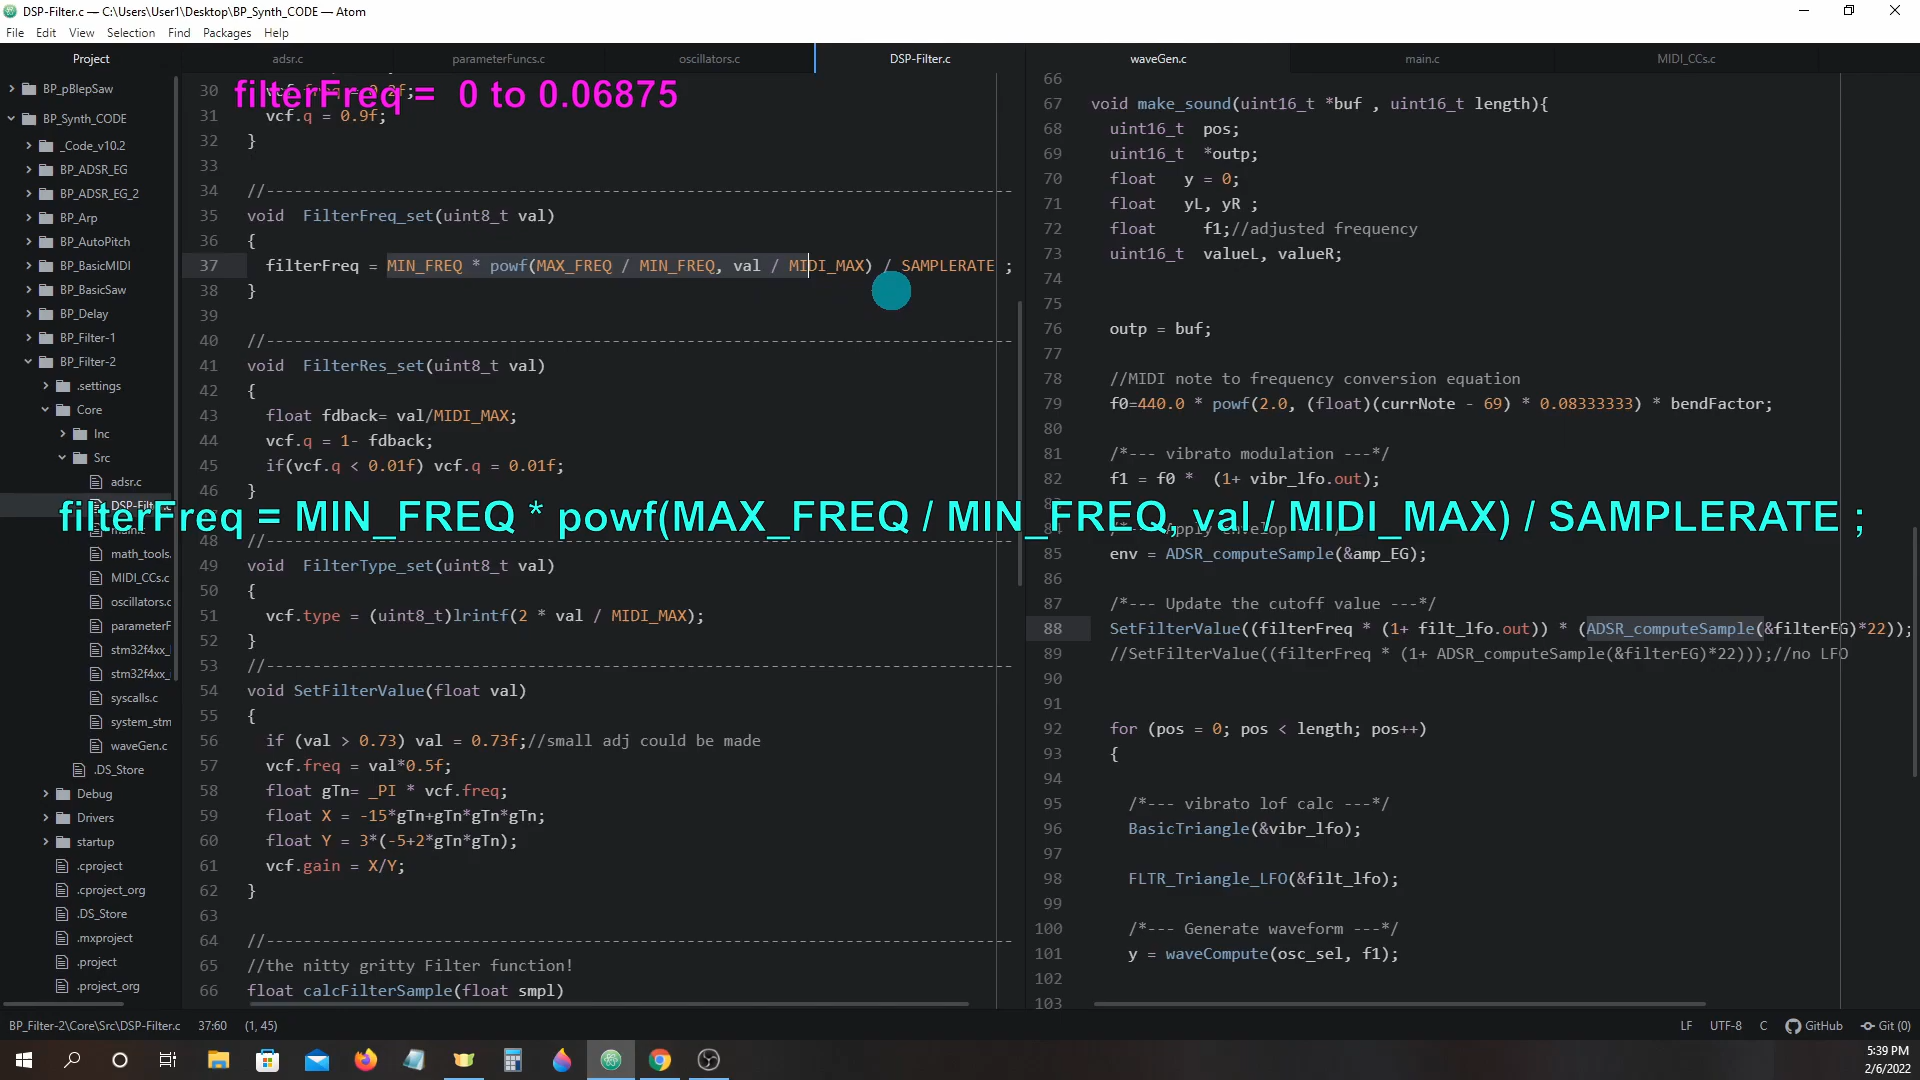 DSP-Filter.c — C:\Users\User1\Desktop\BP_Synth_CODE — Atom
File Edit View Selection Find Packages Help
Project
BP_pBlepSaw
BP_Synth_CODE
_Code_v10.2
BP_ADSR_EG
BP_ADSR_EG_2
BP_Arp
BP_AutoPitch
BP_BasicMIDI
BP_BasicSaw
BP_Delay
BP_Filter-1
BP_Filter-2
.settings
Core
Inc
Src
adsr.c
DSP-Filt
main.c
math_tools.
MIDI_CCs.c
oscillators.c
parameterF
stm32f4xx_
stm32f4xx_
syscalls.c
system_stm
waveGen.c
.DS_Store
Debug
Drivers
startup
.cproject
.cproject_org
.DS_Store
.mxproject
.project
.project_org
adsr.c parameterFuncs.c oscillators.c DSP-Filter.c
filterFreq = 0 to 0.06875
30
31 vcf.q = 0.9f;
32 }
33
34 //--------------------------------------------------------------------------------
35 void FilterFreq_set(uint8_t val)
36 {
37 filterFreq = MIN_FREQ * powf(MAX_FREQ / MIN_FREQ, val / MIDI_MAX) / SAMPLERATE ;
38 }
39
40 //--------------------------------------------------------------------------------
41 void FilterRes_set(uint8_t val)
42 {
43 float fdback= val/MIDI_MAX;
44 vcf.q = 1- fdback;
45 if(vcf.q < 0.01f) vcf.q = 0.01f;
46 }
filterFreq = MIN_FREQ * powf(MAX_FREQ / MIN_FREQ, val / MIDI_MAX) / SAMPLERATE ;
48 //--------------------------------------------------------------------------------
49 void FilterType_set(uint8_t val)
50 {
51 vcf.type = (uint8_t)lrintf(2 * val / MIDI_MAX);
52 }
53 //--------------------------------------------------------------------------------
54 void SetFilterValue(float val)
55 {
56 if (val > 0.73) val = 0.73f;//small adj could be made
57 vcf.freq = val*0.5f;
58 float gTn= _PI * vcf.freq;
59 float X = -15*gTn+gTn*gTn*gTn;
60 float Y = 3*(-5+2*gTn*gTn);
61 vcf.gain = X/Y;
62 }
63
64 //--------------------------------------------------------------------------------
65 //the nitty gritty Filter function!
66 float calcFilterSample(float smpl)
waveGen.c main.c MIDI_CCs.c
66
67 void make_sound(uint16_t *buf , uint16_t length){
68 uint16_t pos;
69 uint16_t *outp;
70 float y = 0;
71 float yL, yR ;
72 float f1;//adjusted frequency
73 uint16_t valueL, valueR;
74
75
76 outp = buf;
77
78 //MIDI note to frequency conversion equation
79 f0=440.0 * powf(2.0, (float)(currNote - 69) * 0.08333333) * bendFactor;
80
81 /*--- vibrato modulation ---*/
82 f1 = f0 * (1+ vibr_lfo.out);
83
84 /*--- Apply envelop ---*/
85 env = ADSR_computeSample(&amp_EG);
86
87 /*--- Update the cutoff value ---*/
88 SetFilterValue((filterFreq * (1+ filt_lfo.out)) * (ADSR_computeSample(&filterEG)*22));
89 //SetFilterValue((filterFreq * (1+ ADSR_computeSample(&filterEG)*22)));//no LFO
90
91
92 for (pos = 0; pos < length; pos++)
93 {
94
95 /*--- vibrato lof calc ---*/
96 BasicTriangle(&vibr_lfo);
97
98 FLTR_Triangle_LFO(&filt_lfo);
99
100 /*--- Generate waveform ---*/
101 y = waveCompute(osc_sel, f1);
102
103
BP_Filter-2\Core\Src\DSP-Filter.c 37:60 (1, 45) LF UTF-8 C GitHub Git (0)
5:39 PM
2/6/2022